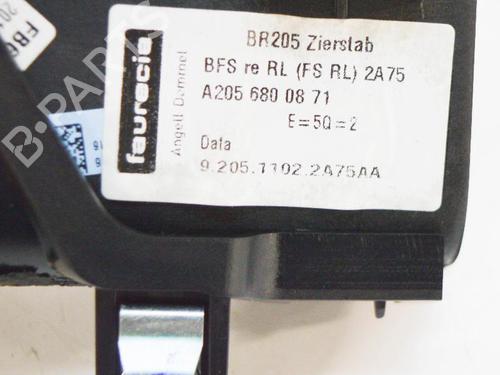 BR205 Zierstab
BFS re RL (FS RL) 2A75
A205 680 08 71
E=5Q=2
Data
9.205.1102.2A75AA
faurecia
Angell Demmel
B-PARTS